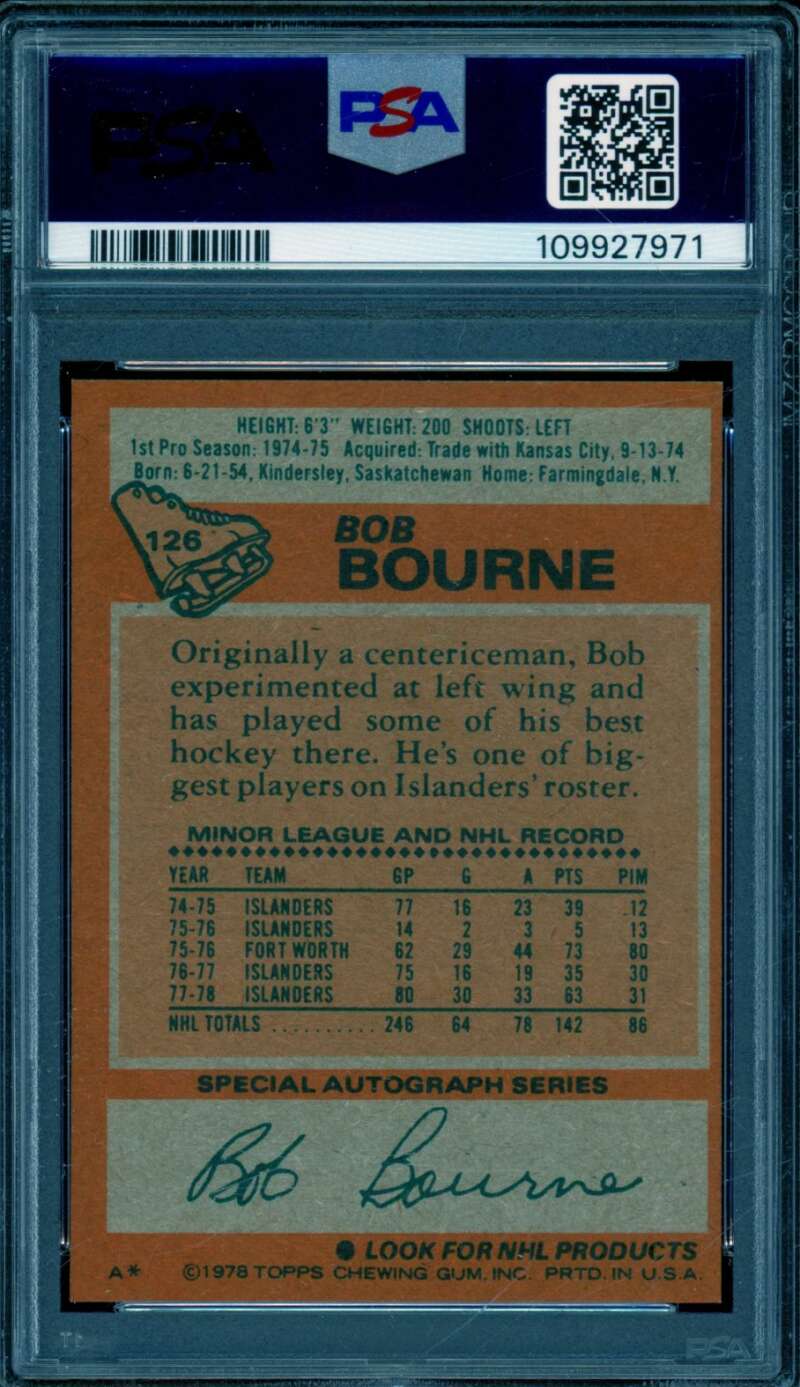 PSA
PSA
109927971
HEIGHT: 6'3" WEIGHT: 200 SHOOTS: LEFT
1st Pro Season: 1974-75 Acquired: Trade with Kansas City, 9-13-74
Born: 6-21-54, Kindersley, Saskatchewan Home: Farmingdale, N.Y.
126
BOB
BOURNE
Originally a centericeman, Bob
experimented at left wing and
has played some of his best
hockey there. He's one of big-
gest players on Islanders' roster.
MINOR LEAGUE AND NHL RECORD
YEAR TEAM GP G A PTS PIM
74-75 ISLANDERS 77 16 23 39 12
75-76 ISLANDERS 14 2 3 5 13
75-76 FORT WORTH 62 29 44 73 80
76-77 ISLANDERS 75 16 19 35 30
77-78 ISLANDERS 80 30 33 63 31
NHL TOTALS .......... 246 64 78 142 86
SPECIAL AUTOGRAPH SERIES
Bob Bourne
● LOOK FOR NHL PRODUCTS
A* ©1978 TOPPS CHEWING GUM, INC. PRTD. IN U.S.A.
PSA